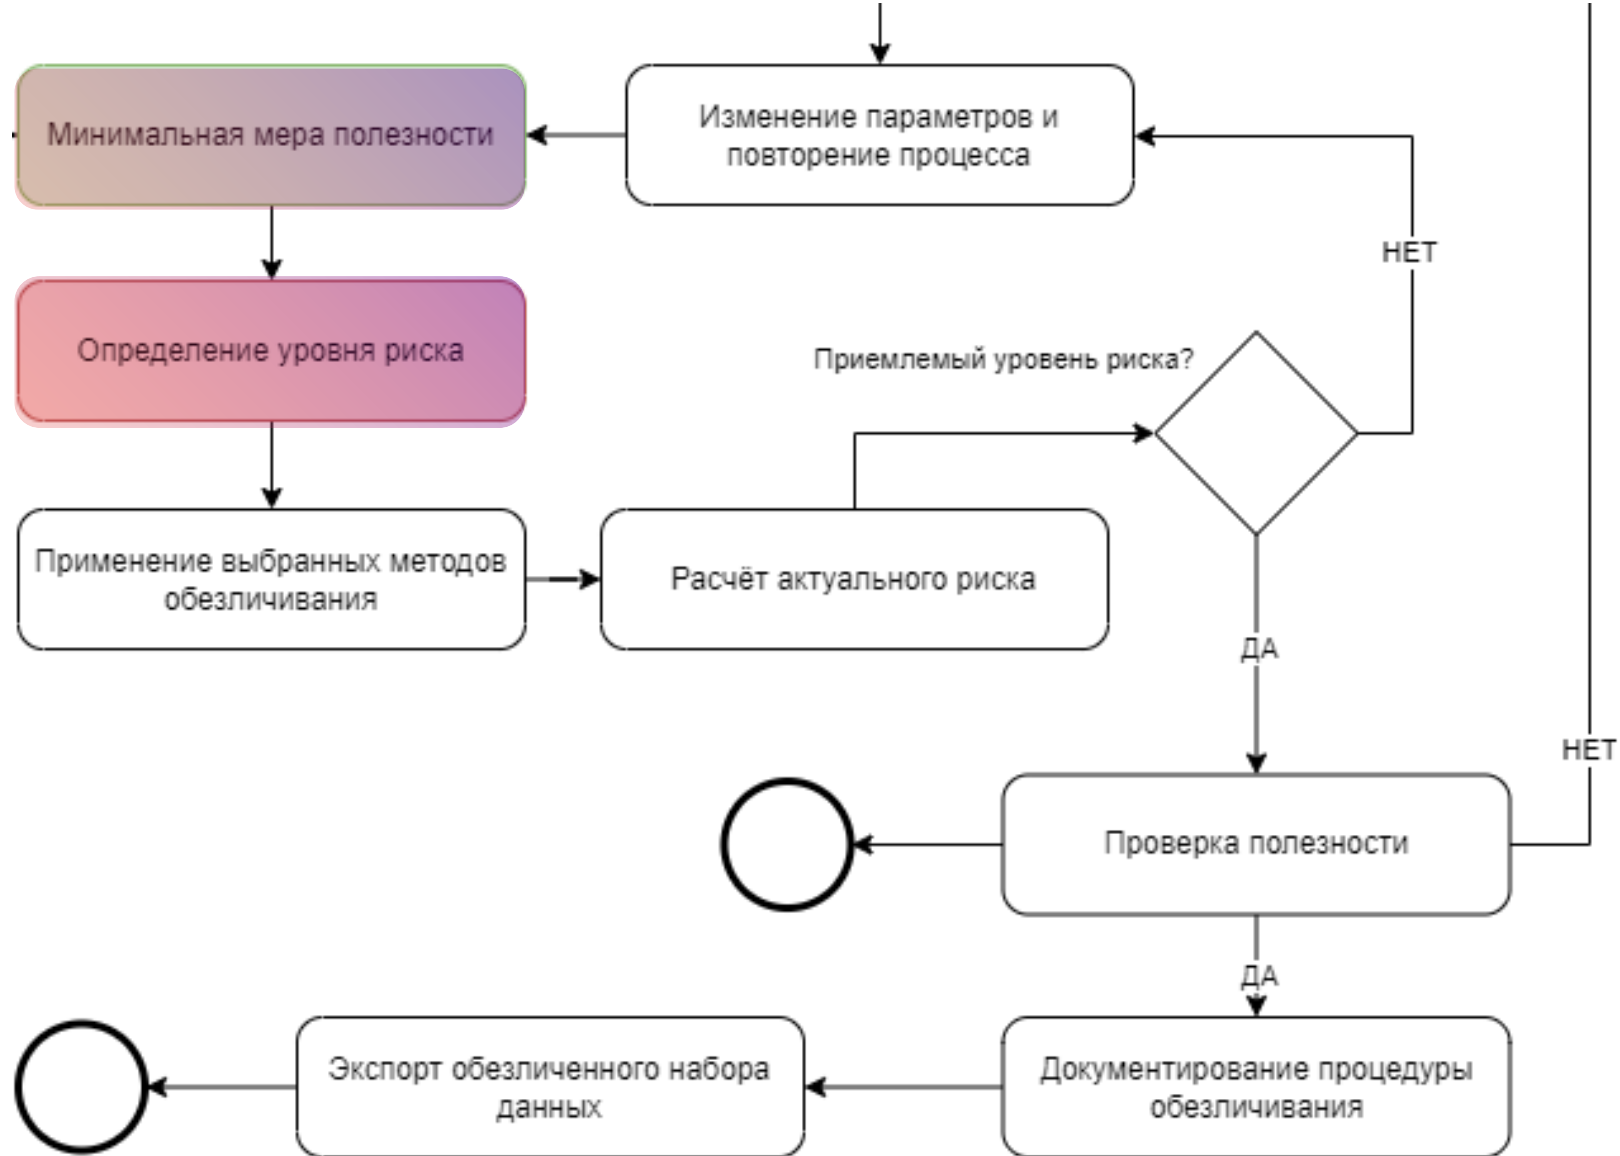 Минимальная мера полезности
Изменение параметров и
повторение процесса
НЕТ
Определение уровня риска
Приемлемый уровень риска?
Применение выбранных методов
обезличивания
Расчёт актуального риска
ДА
НЕТ
Проверка полезности
ДА
Экспорт обезличенного набора
данных
Документирование процедуры
обезличивания